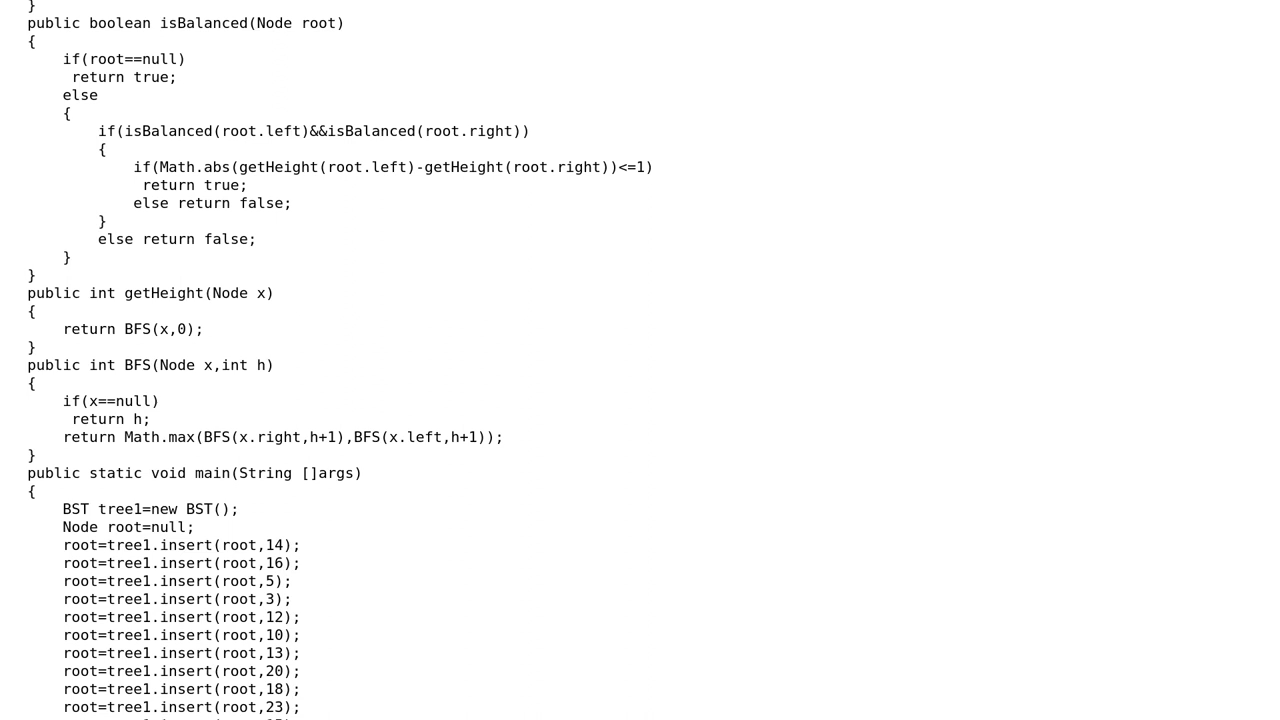 }
public boolean isBalanced(Node root)
{
if(root==null)
return true;
else
{
if(isBalanced(root.left)&&isBalanced(root.right))
{
if(Math.abs(getHeight(root.left)-getHeight(root.right))<=1)
return true;
else return false;
}
else return false;
}
}
public int getHeight(Node x)
{
return BFS(x,0);
}
public int BFS(Node x,int h)
{
if(x==null)
return h;
return Math.max(BFS(x.right,h+1),BFS(x.left,h+1));
}
public static void main(String []args)
{
BST tree1=new BST();
Node root=null;
root=tree1.insert(root,14);
root=tree1.insert(root,16);
root=tree1.insert(root,5);
root=tree1.insert(root,3);
root=tree1.insert(root,12);
root=tree1.insert(root,10);
root=tree1.insert(root,13);
root=tree1.insert(root,20);
root=tree1.insert(root,18);
root=tree1.insert(root,23);